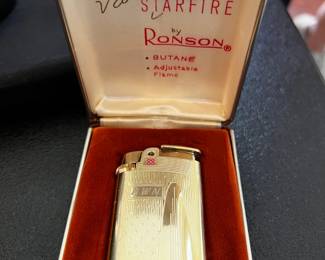 STARFIRE
by
RONSON®
• BUTANE
• Adjustable
Flame